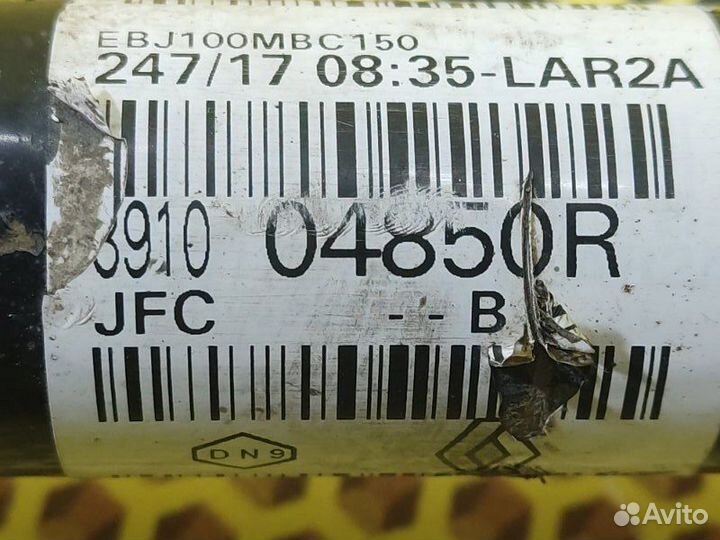 EBJ100MBC150
247/17 08:35-LAR2A
3910 04850R
JFC -- B
DN9
Avito